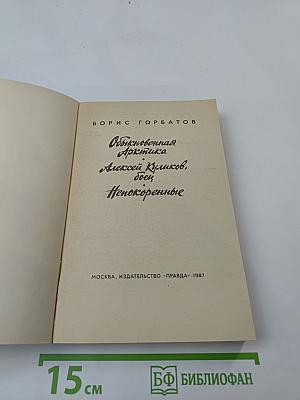 БОРИС ГОРБАТОВ
Обыкновенная
Арктика
Алексей Куликов,
боец
Непокоренные
МОСКВА, ИЗДАТЕЛЬСТВО «ПРАВДА» 1987
15 см
БФ БИБЛИОФАН